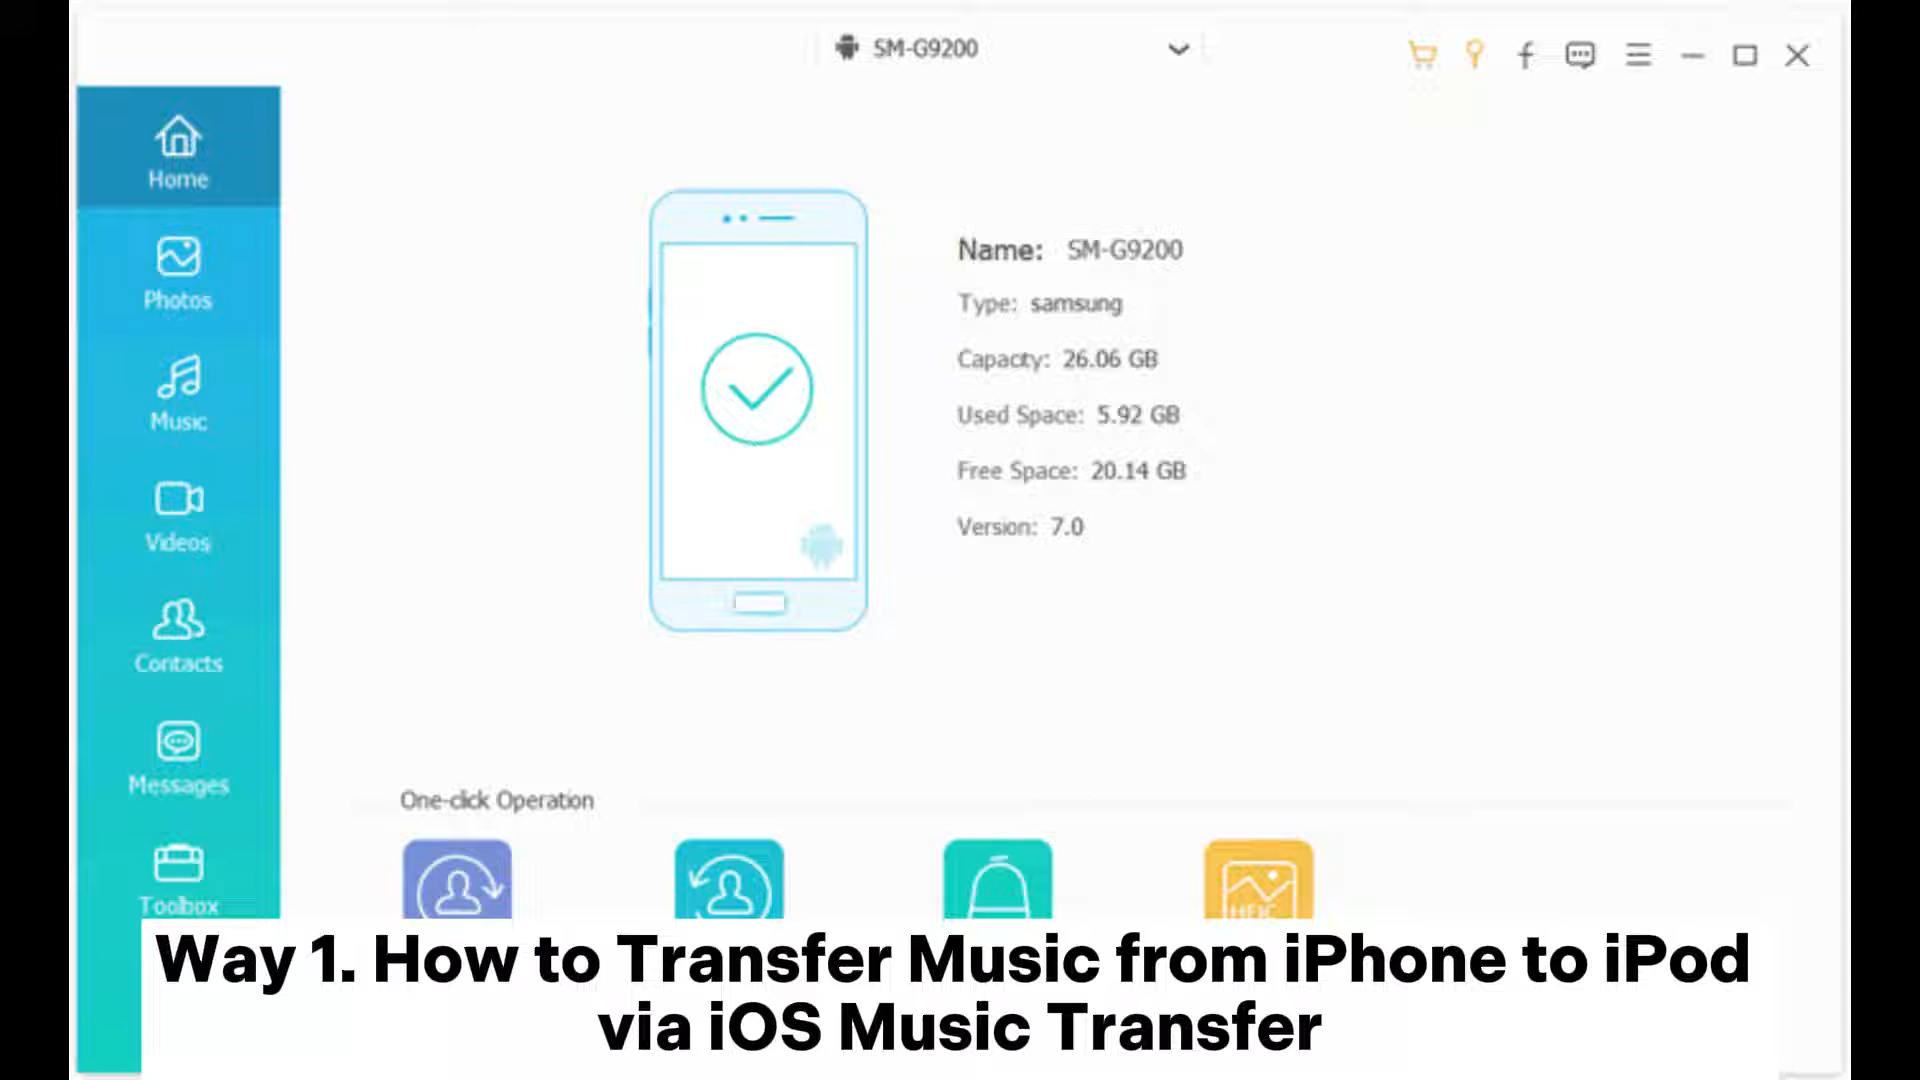 SM-G9200
Home
Photos
Music
Videos
Contacts
Messages
Toolbox
Name: SM-G9200
Type: samsung
Capacity: 26.06 GB
Used Space: 5.92 GB
Free Space: 20.14 GB
Version: 7.0
One-click Operation
HEIC
Way 1. How to Transfer Music from iPhone to iPod
via iOS Music Transfer